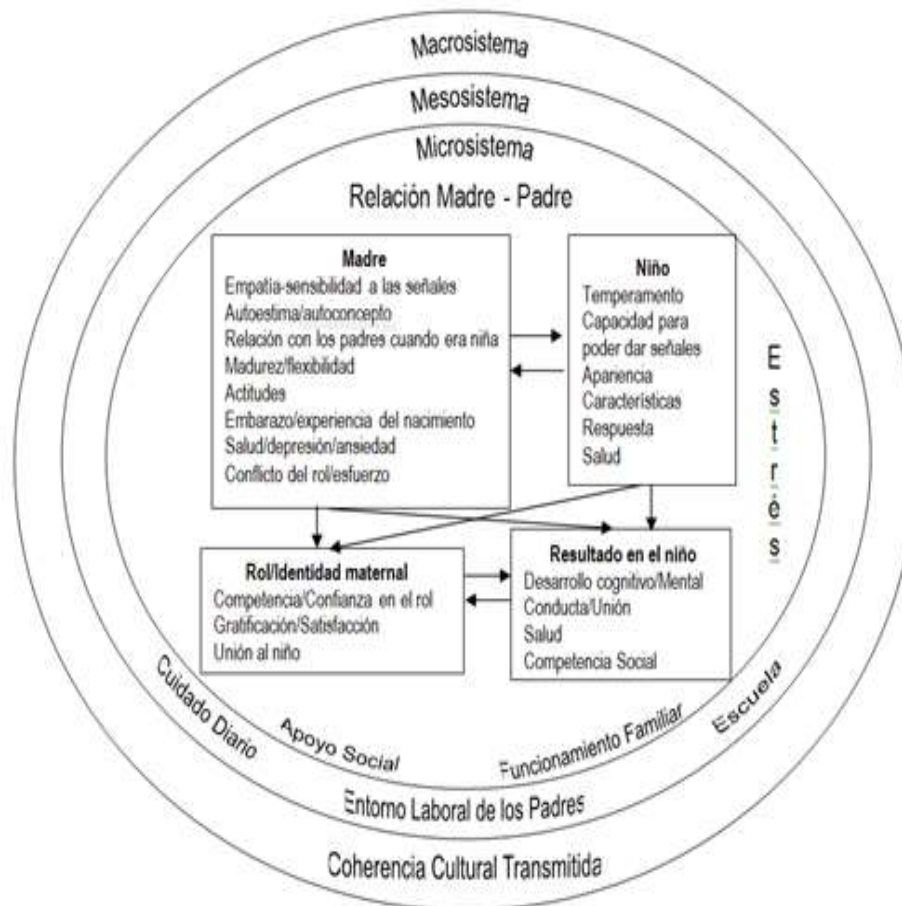 Macrosistema
Mesosistema
Microsistema
Relación Madre - Padre
Madre
Empatía-sensibilidad a las señales
Autoestima/autoconcepto
Relación con los padres cuando era niña
Madurez/flexibilidad
Actitudes
Embarazo/experiencia del nacimiento
Salud/depresión/ansiedad
Conflicto del rol/esfuerzo
Niño
Temperamento
Capacidad para
poder dar señales
Apariencia
Características
Respuesta
Salud
Estrés
Rol/Identidad maternal
Competencia/Confianza en el rol
Gratificación/Satisfacción
Unión al niño
Resultado en el niño
Desarrollo cognitivo/Mental
Conducta/Unión
Salud
Competencia Social
Cuidado Diario
Apoyo Social
Funcionamiento Familiar
Escuela
Entorno Laboral de los Padres
Coherencia Cultural Transmitida